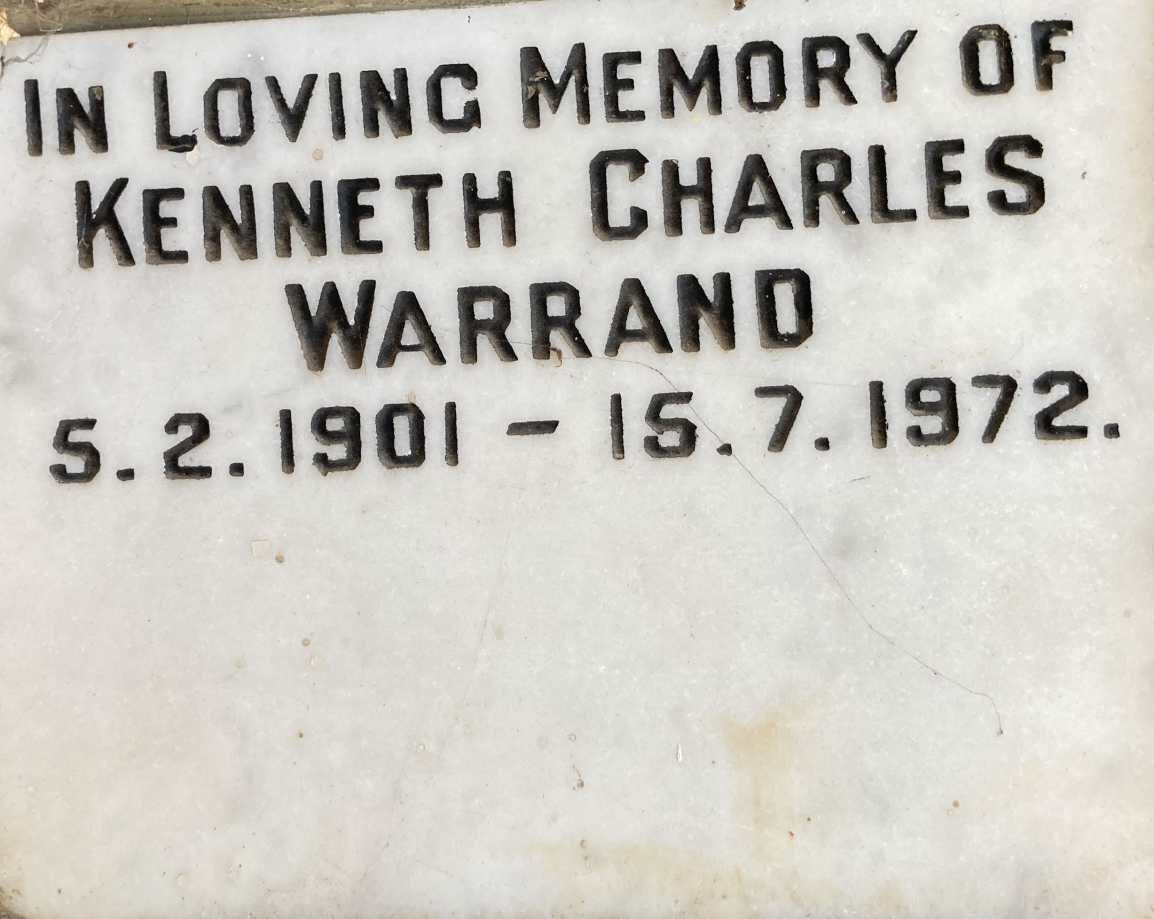 IN LOVING MEMORY OF
KENNETH CHARLES
WARRAND
5.2.1901 - 15.7.1972.